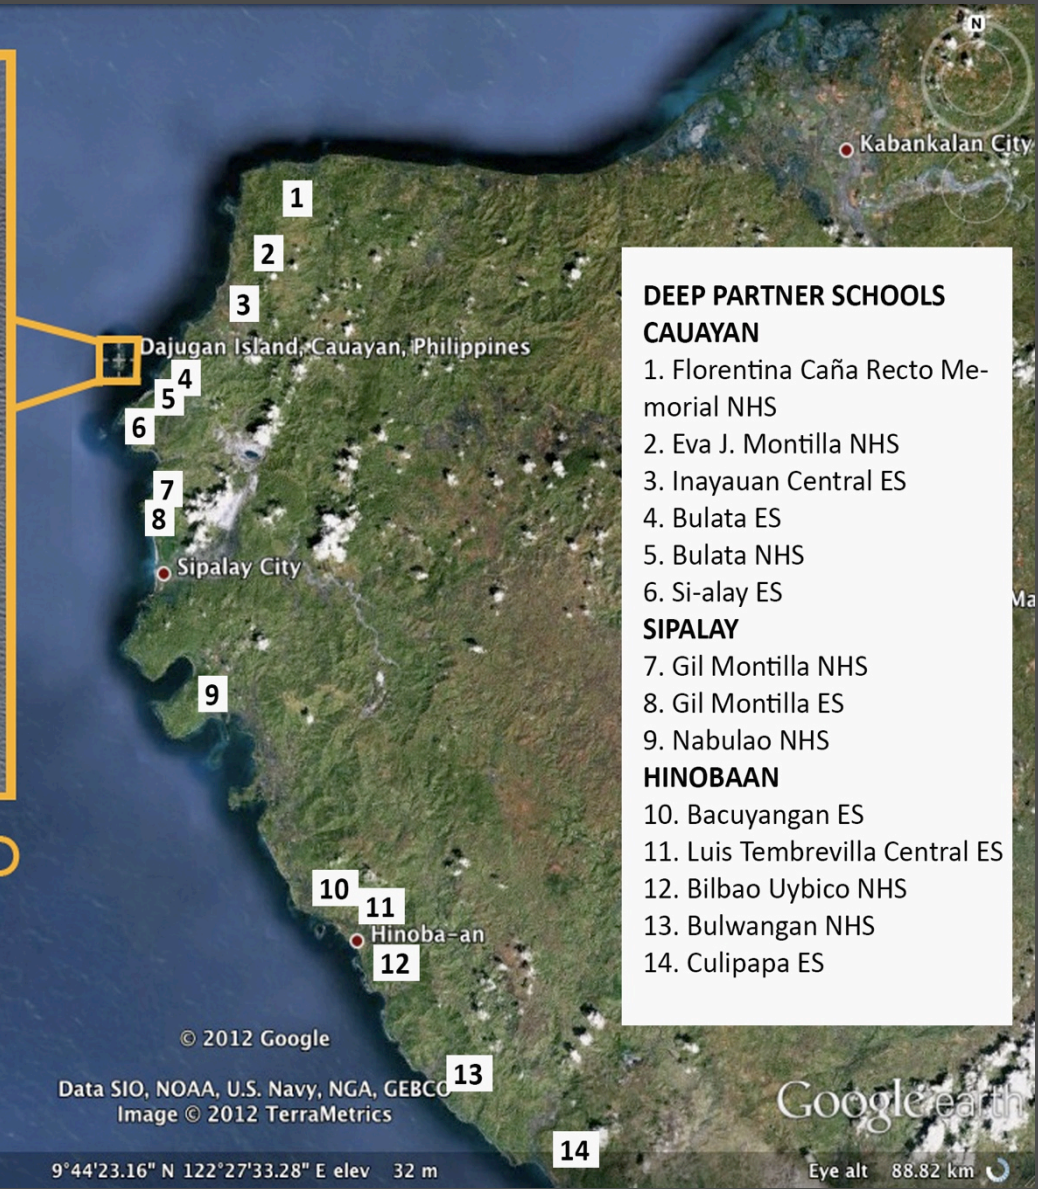 N
Kabankalan City
1
2
3
Dajugan Island, Cauayan, Philippines
4
5
6
7
8
Sipalay City
9
10
11
Hinoba-an
12
13
14
DEEP PARTNER SCHOOLS
CAUAYAN
1. Florentina Caña Recto Me-
morial NHS
2. Eva J. Montilla NHS
3. Inayauan Central ES
4. Bulata ES
5. Bulata NHS
6. Si-alay ES
SIPALAY
7. Gil Montilla NHS
8. Gil Montilla ES
9. Nabulao NHS
HINOBAAN
10. Bacuyangan ES
11. Luis Tembrevilla Central ES
12. Bilbao Uybico NHS
13. Bulwangan NHS
14. Culipapa ES
Ma
© 2012 Google
Data SIO, NOAA, U.S. Navy, NGA, GEBCO
Image © 2012 TerraMetrics
Google earth
9°44'23.16" N 122°27'33.28" E elev 32 m
Eye alt 88.82 km